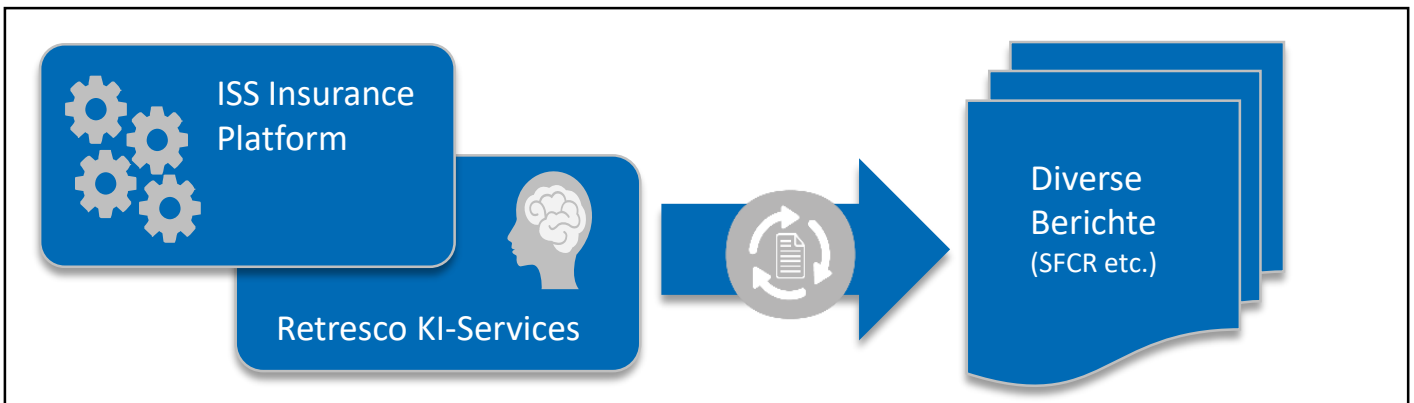 ISS Insurance
Platform
Retresco KI-Services
Diverse
Berichte
(SFCR etc.)